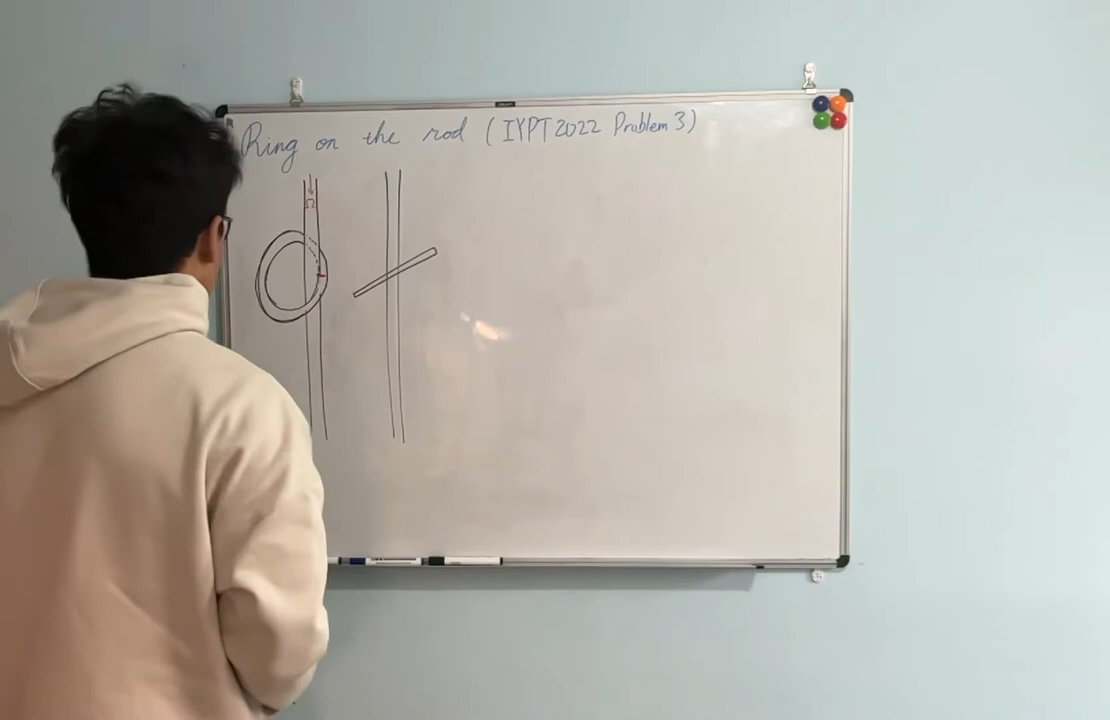 Ring on the rod (IYPT 2022 Problem 3)
Ω